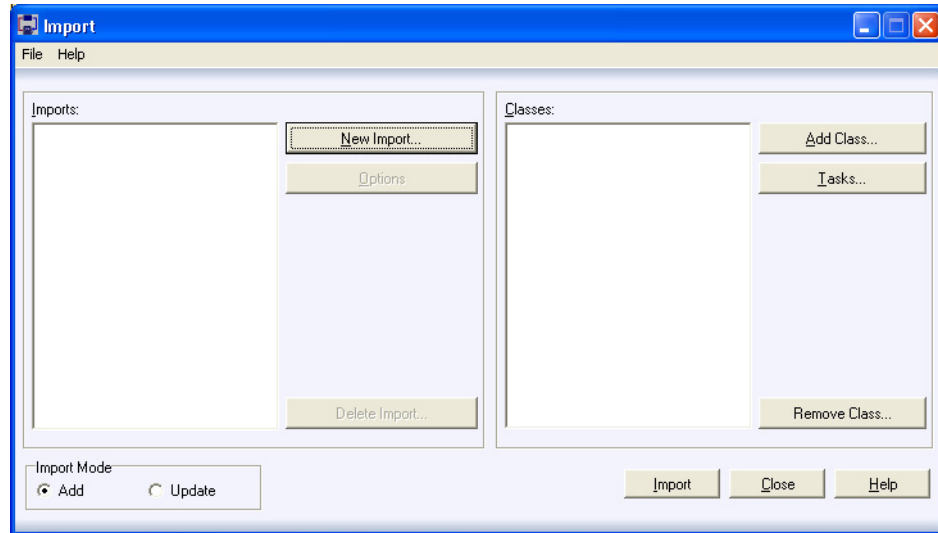 Import
File Help
Imports:
New Import...
Options
Delete Import...
Classes:
Add Class...
Tasks...
Remove Class...
Import Mode
Add Update
Import Close Help